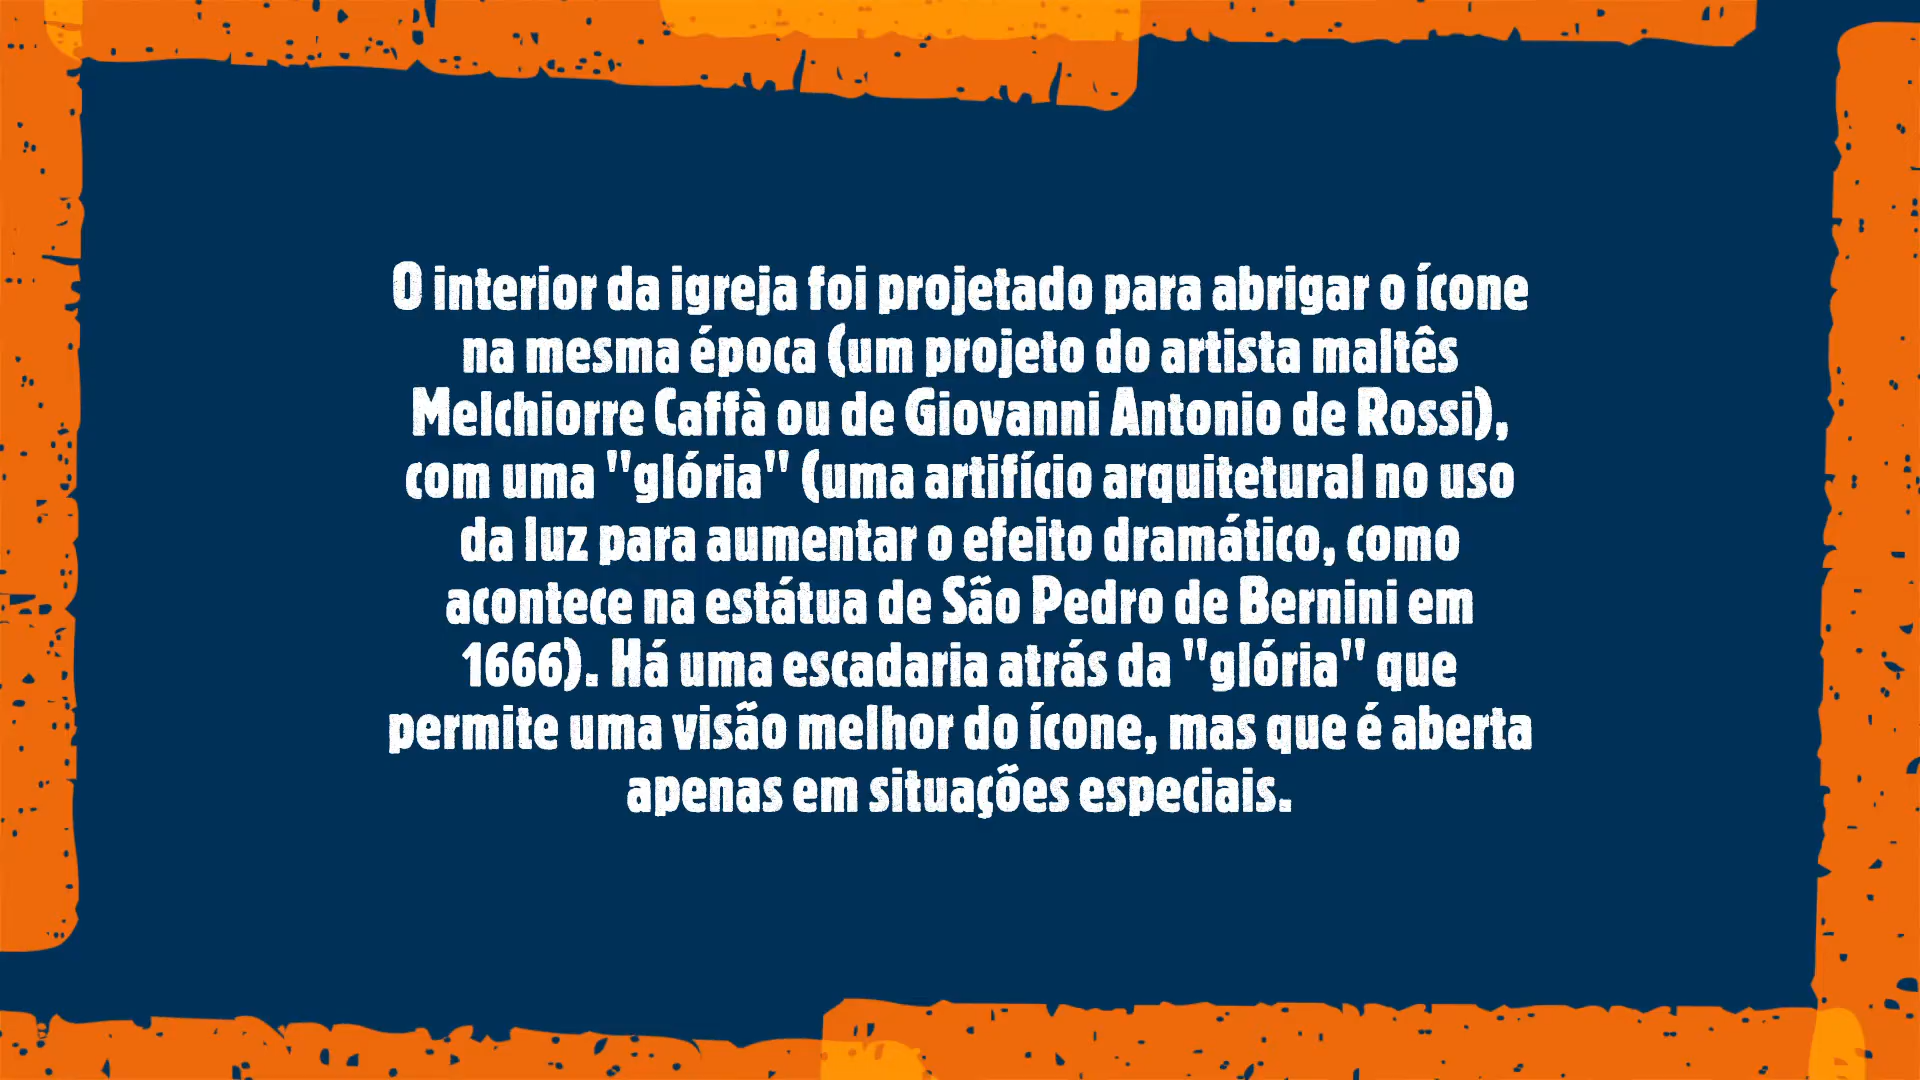 O interior da igreja foi projetado para abrigar o ícone
na mesma época (um projeto do artista maltês
Melchiorre Caffà ou de Giovanni Antonio de Rossi),
com uma "glória" (uma artifício arquitetural no uso
da luz para aumentar o efeito dramático, como
acontece na estátua de São Pedro de Bernini em
1666). Há uma escadaria atrás da "glória" que
permite uma visão melhor do ícone, mas que é aberta
apenas em situações especiais.